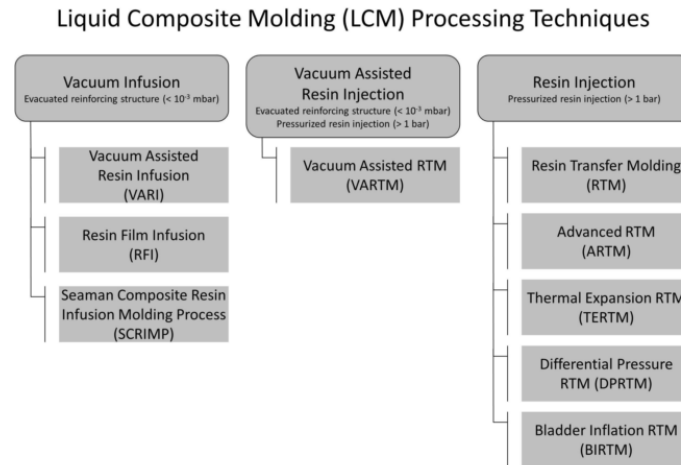 Liquid Composite Molding (LCM) Processing Techniques
Vacuum Infusion
Evacuated reinforcing structure (< 10⁻³ mbar)
Vacuum Assisted
Resin Infusion
(VARI)
Resin Film Infusion
(RFI)
Seaman Composite Resin
Infusion Molding Process
(SCRIMP)
Vacuum Assisted
Resin Injection
Evacuated reinforcing structure (< 10⁻³ mbar)
Pressurized resin injection (> 1 bar)
Vacuum Assisted RTM
(VARTM)
Resin Injection
Pressurized resin injection (> 1 bar)
Resin Transfer Molding
(RTM)
Advanced RTM
(ARTM)
Thermal Expansion RTM
(TERTM)
Differential Pressure
RTM (DPRTM)
Bladder Inflation RTM
(BIRTM)